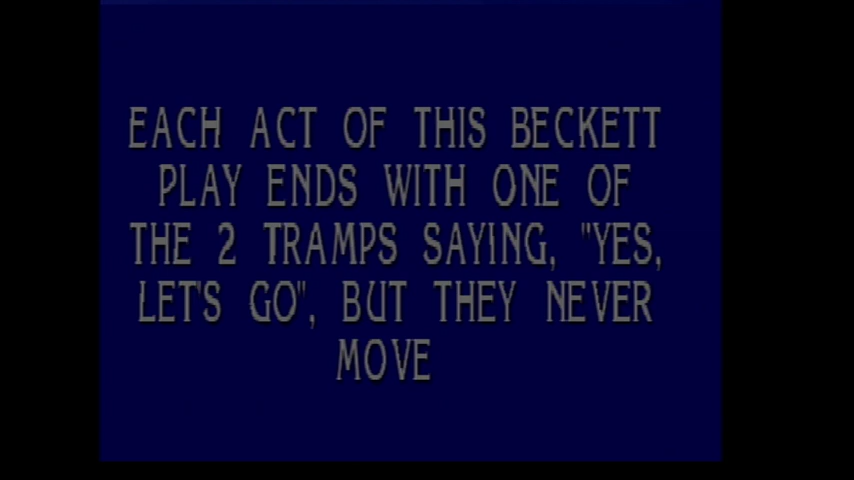 EACH ACT OF THIS BECKETT
PLAY ENDS WITH ONE OF
THE 2 TRAMPS SAYING, "YES,
LET'S GO", BUT THEY NEVER
MOVE